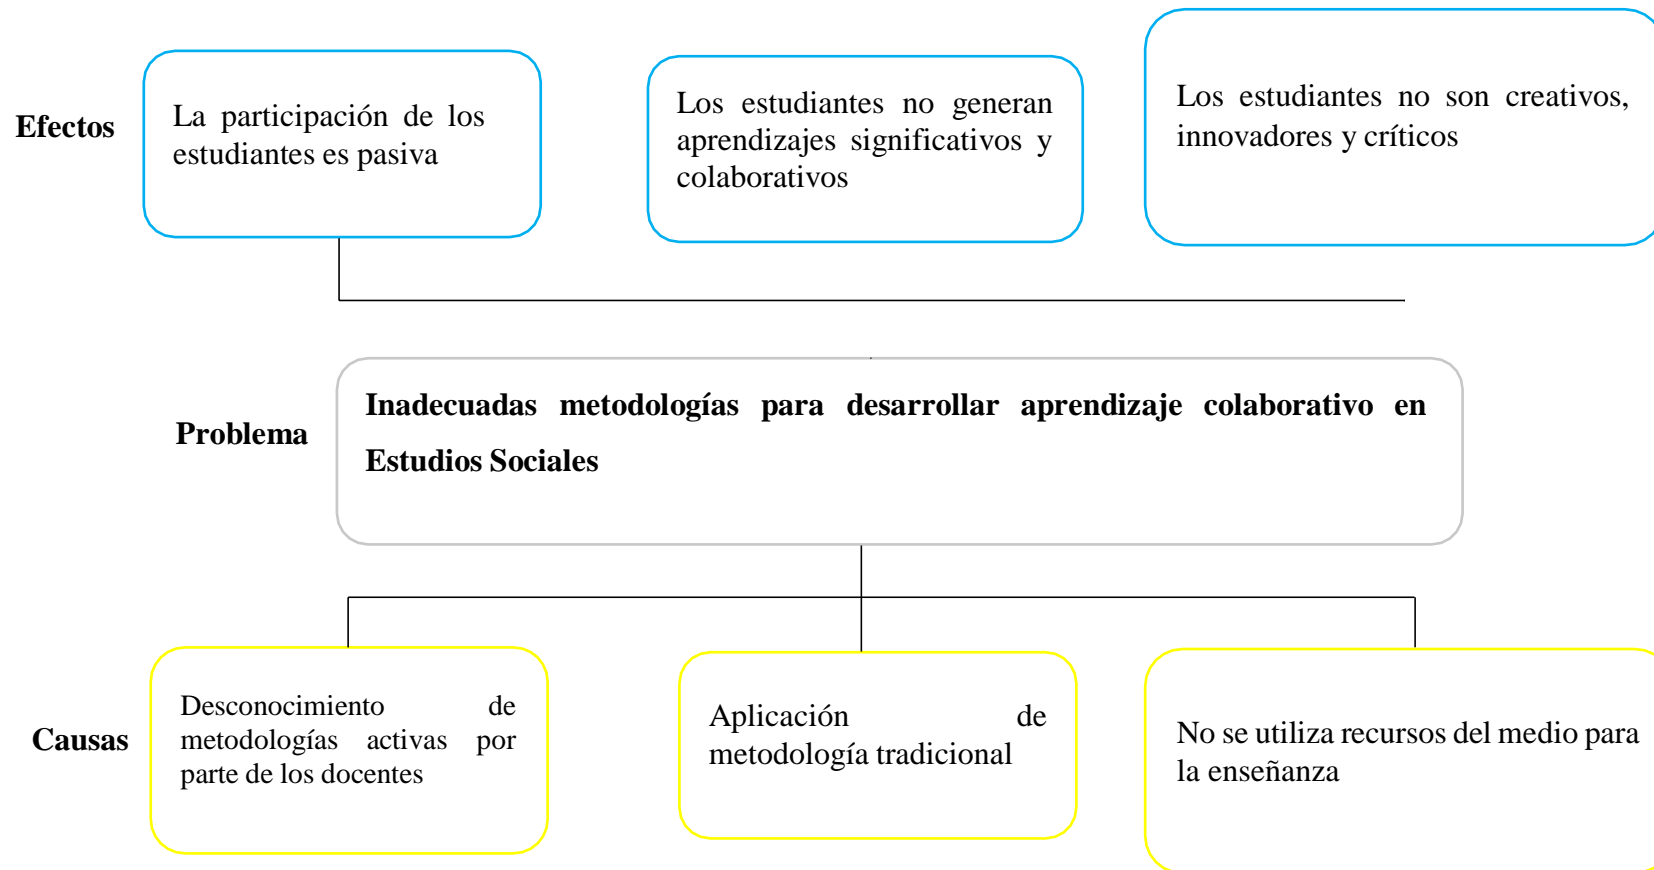 Efectos
La participación de los
estudiantes es pasiva
Los estudiantes no generan
aprendizajes significativos y
colaborativos
Los estudiantes no son creativos,
innovadores y críticos
Problema
Inadecuadas metodologías para desarrollar aprendizaje colaborativo en
Estudios Sociales
Causas
Desconocimiento de
metodologías activas por
parte de los docentes
Aplicación de
metodología tradicional
No se utiliza recursos del medio para
la enseñanza